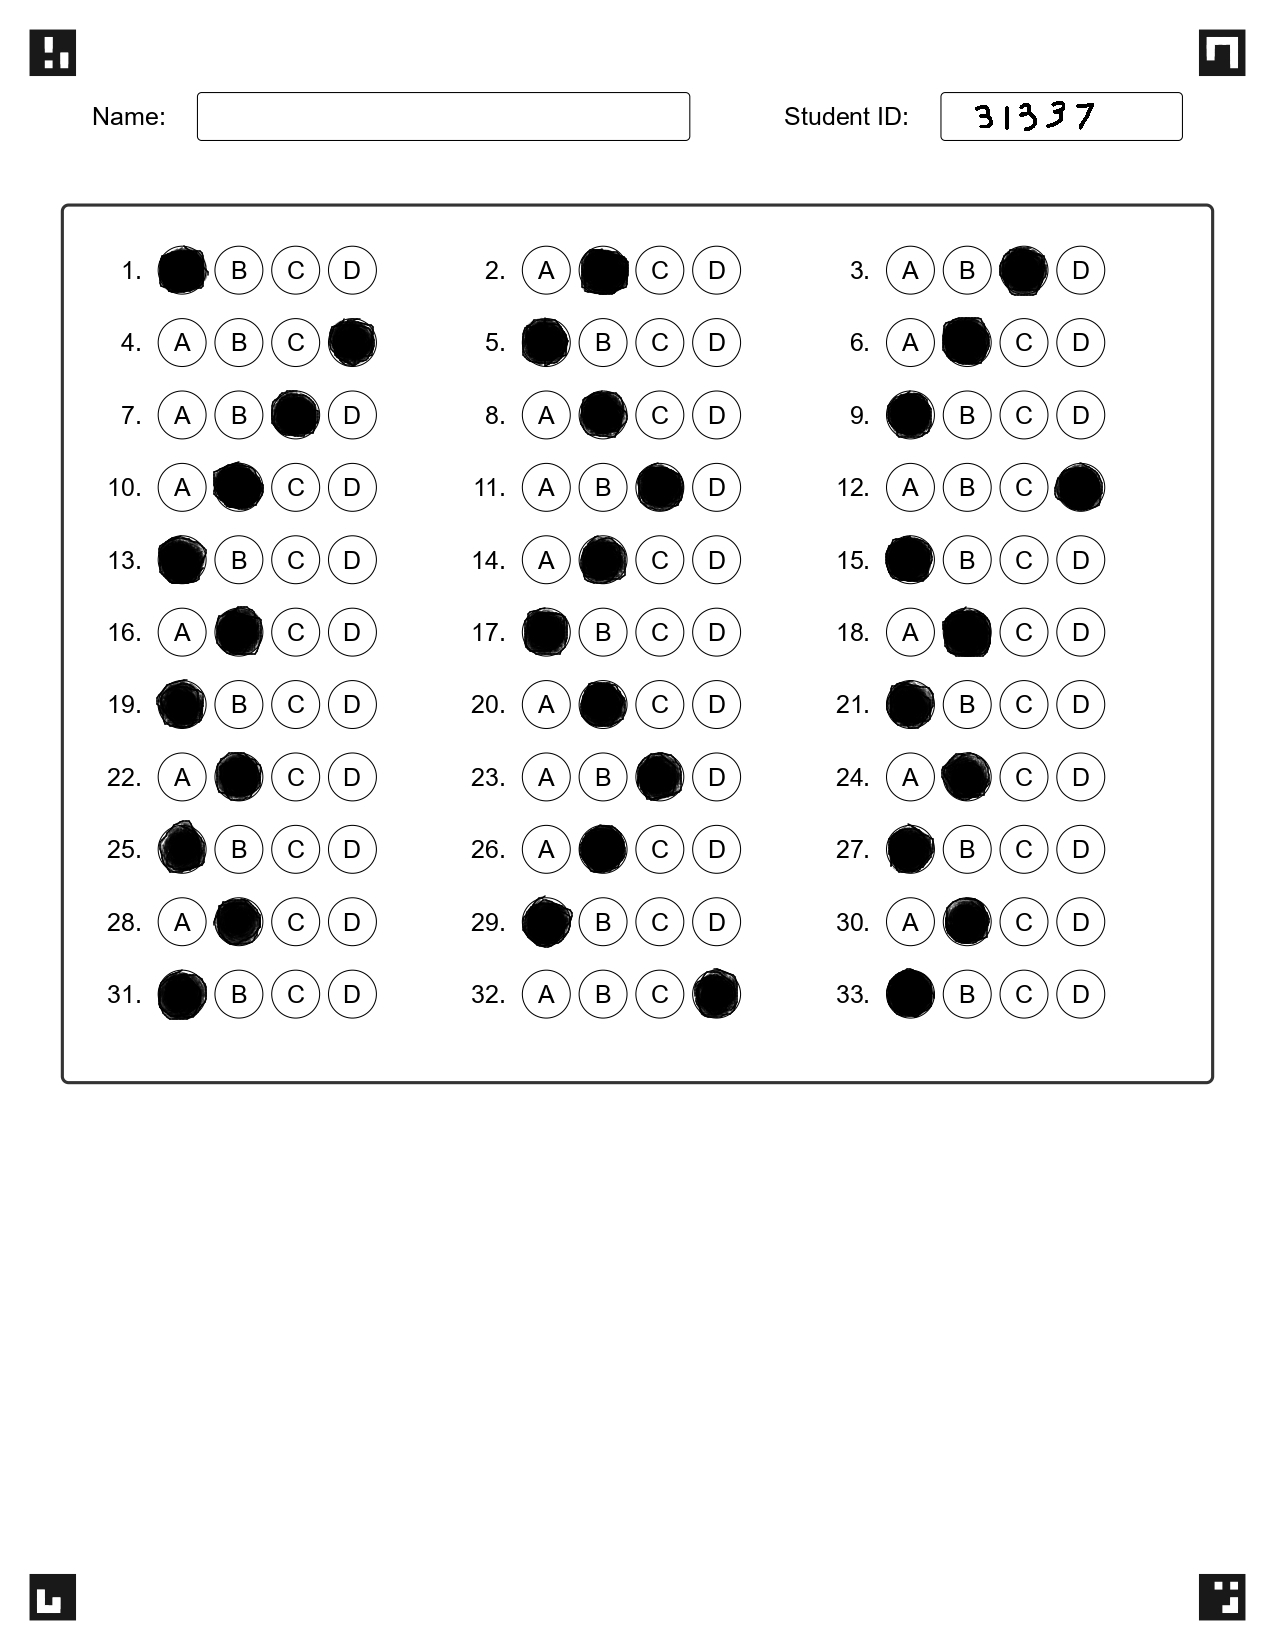 Name: Student ID: 31337
1. B C D 2. A C D 3. A B D
4. A B C 5. B C D 6. A C D
7. A B D 8. A C D 9. B C D
10. A C D 11. A B D 12. A B C
13. B C D 14. A C D 15. B C D
16. A C D 17. B C D 18. A C D
19. B C D 20. A C D 21. B C D
22. A C D 23. A B D 24. A C D
25. B C D 26. A C D 27. B C D
28. A C D 29. B C D 30. A C D
31. B C D 32. A B C 33. B C D